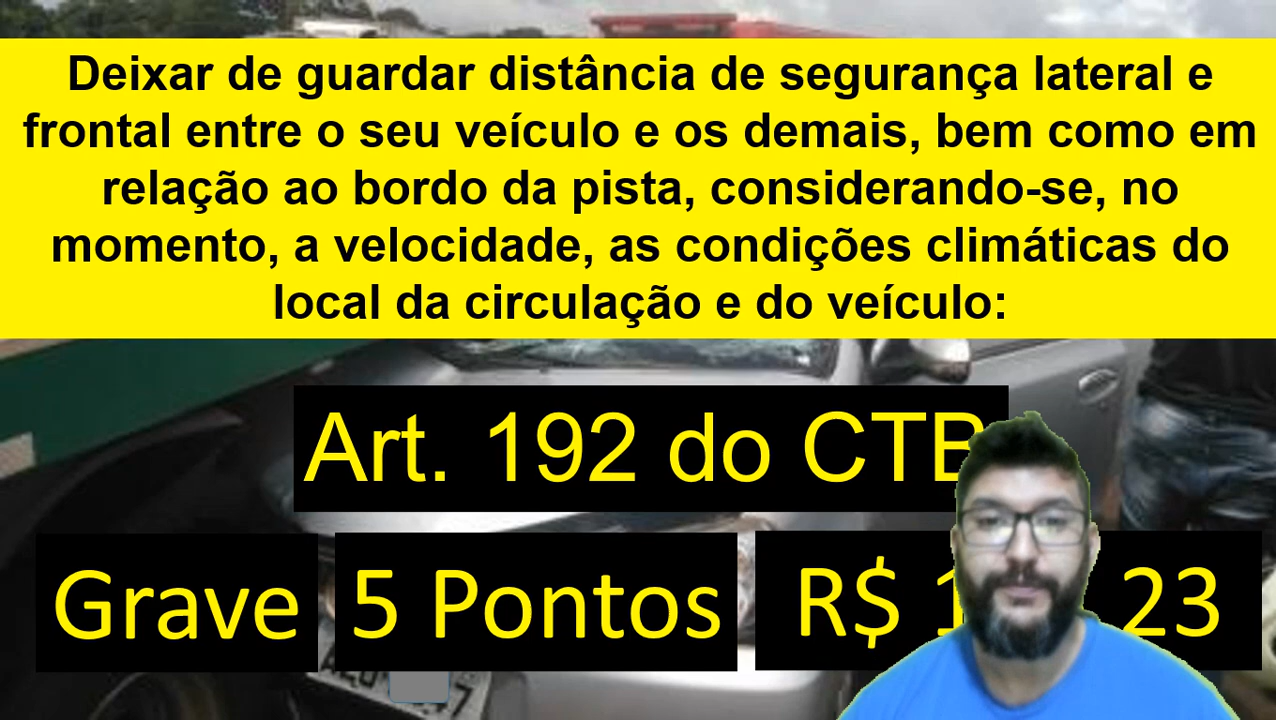 Deixar de guardar distância de segurança lateral e
frontal entre o seu veículo e os demais, bem como em
relação ao bordo da pista, considerando-se, no
momento, a velocidade, as condições climáticas do
local da circulação e do veículo:
Art. 192 do CTB
Grave 5 Pontos R$ 1 23